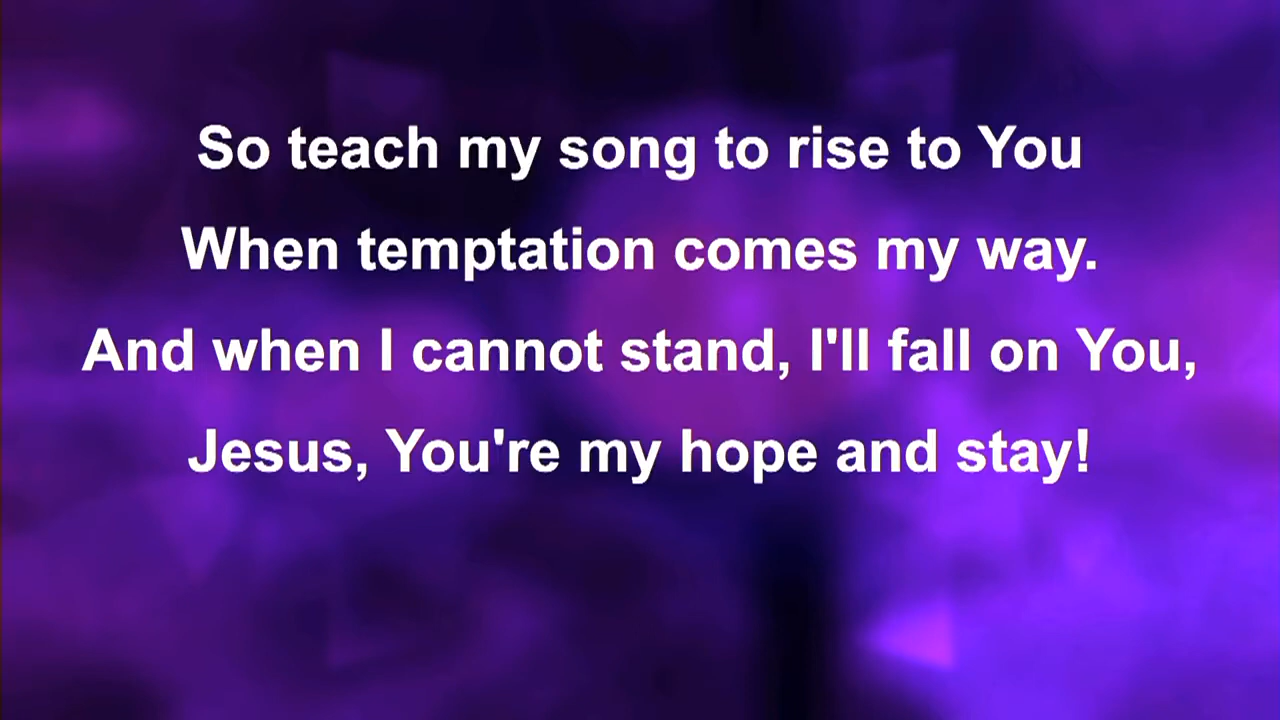 So teach my song to rise to You
When temptation comes my way.
And when I cannot stand, I'll fall on You,
Jesus, You're my hope and stay!